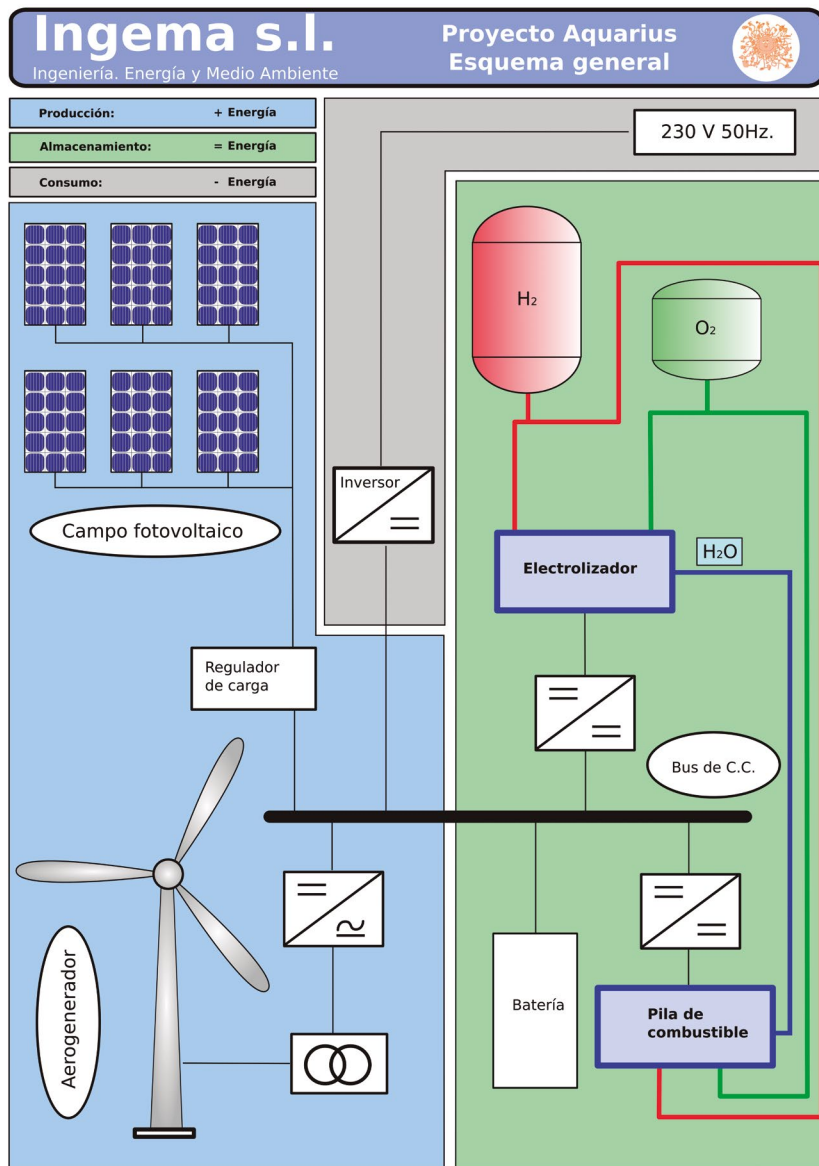 Ingema s.l.
Ingeniería. Energía y Medio Ambiente
Proyecto Aquarius
Esquema general
Producción: + Energía
Almacenamiento: = Energía
Consumo: - Energía
230 V 50Hz.
H₂
O₂
Inversor
Campo fotovoltaico
Electrolizador
H₂O
Regulador
de carga
Bus de C.C.
Aerogenerador
Batería
Pila de
combustible